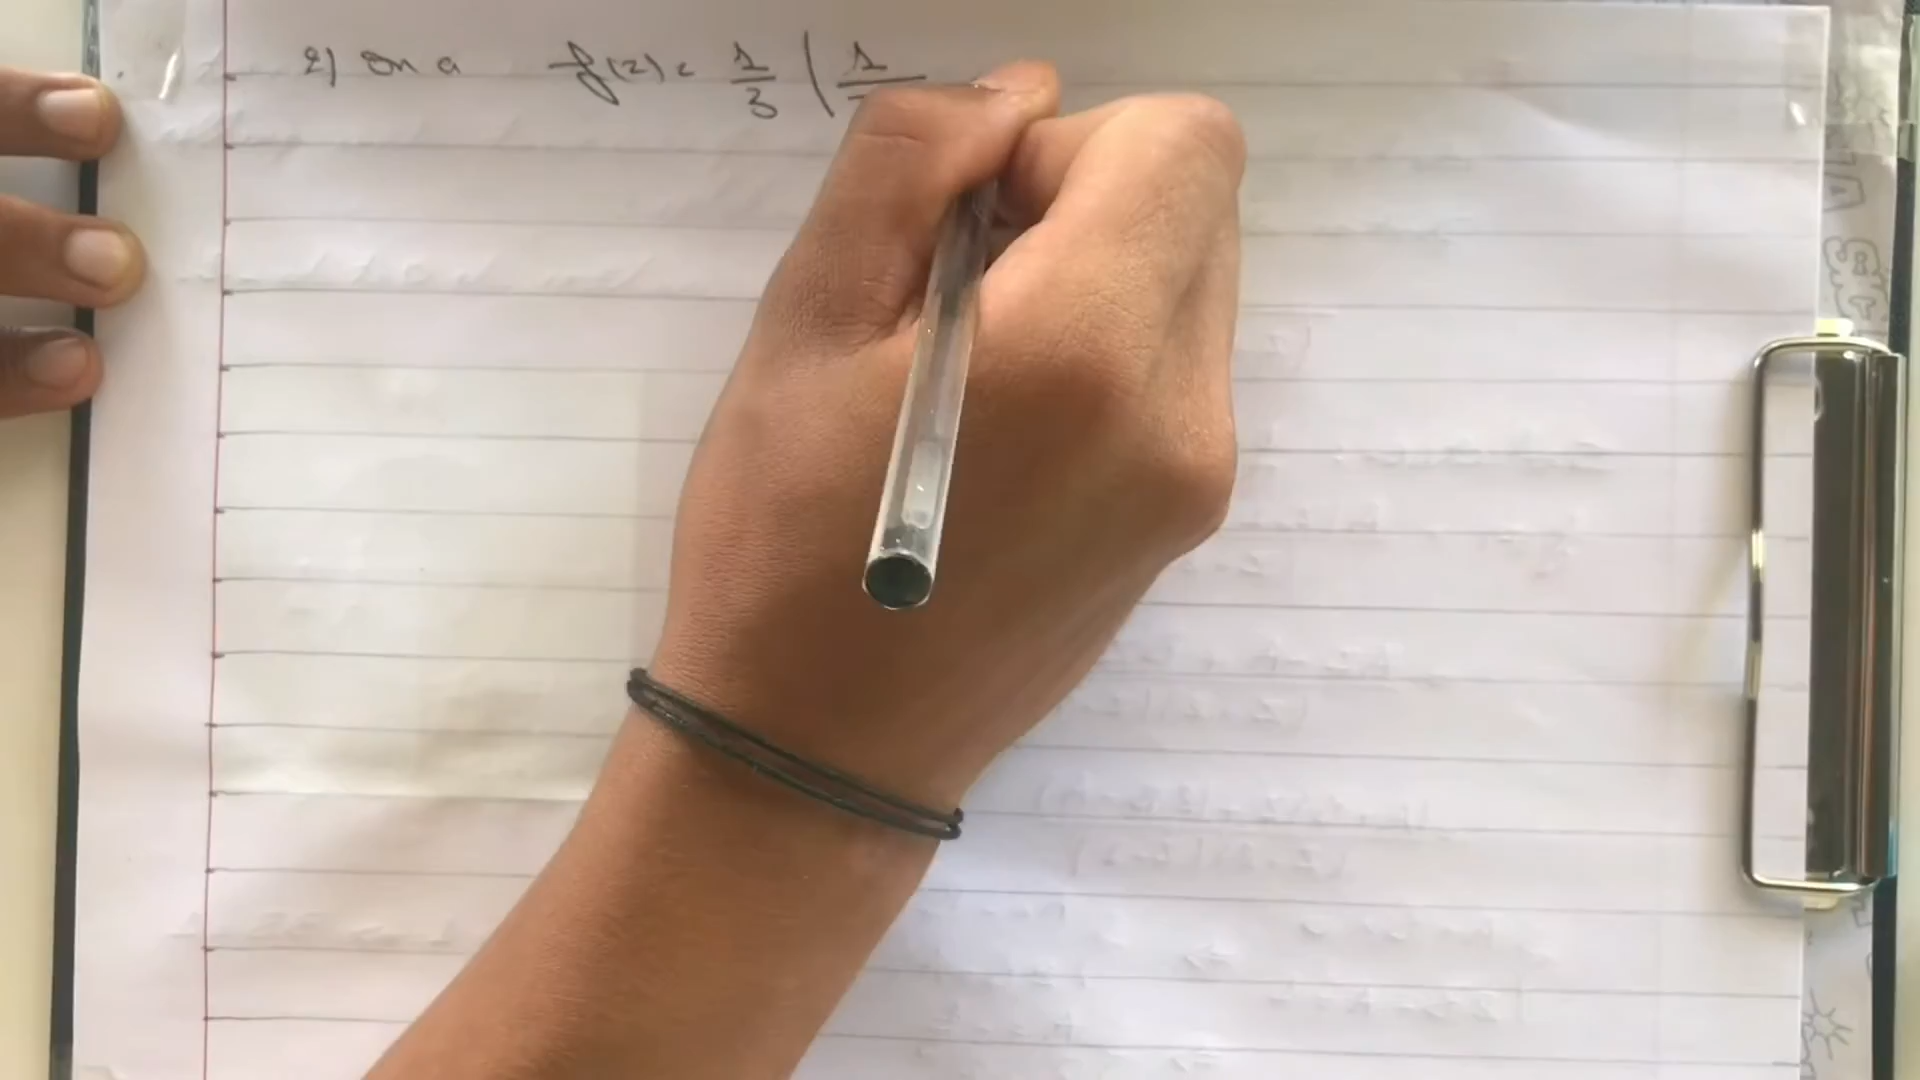 2) on a f(z) = 1/3 ( 1/